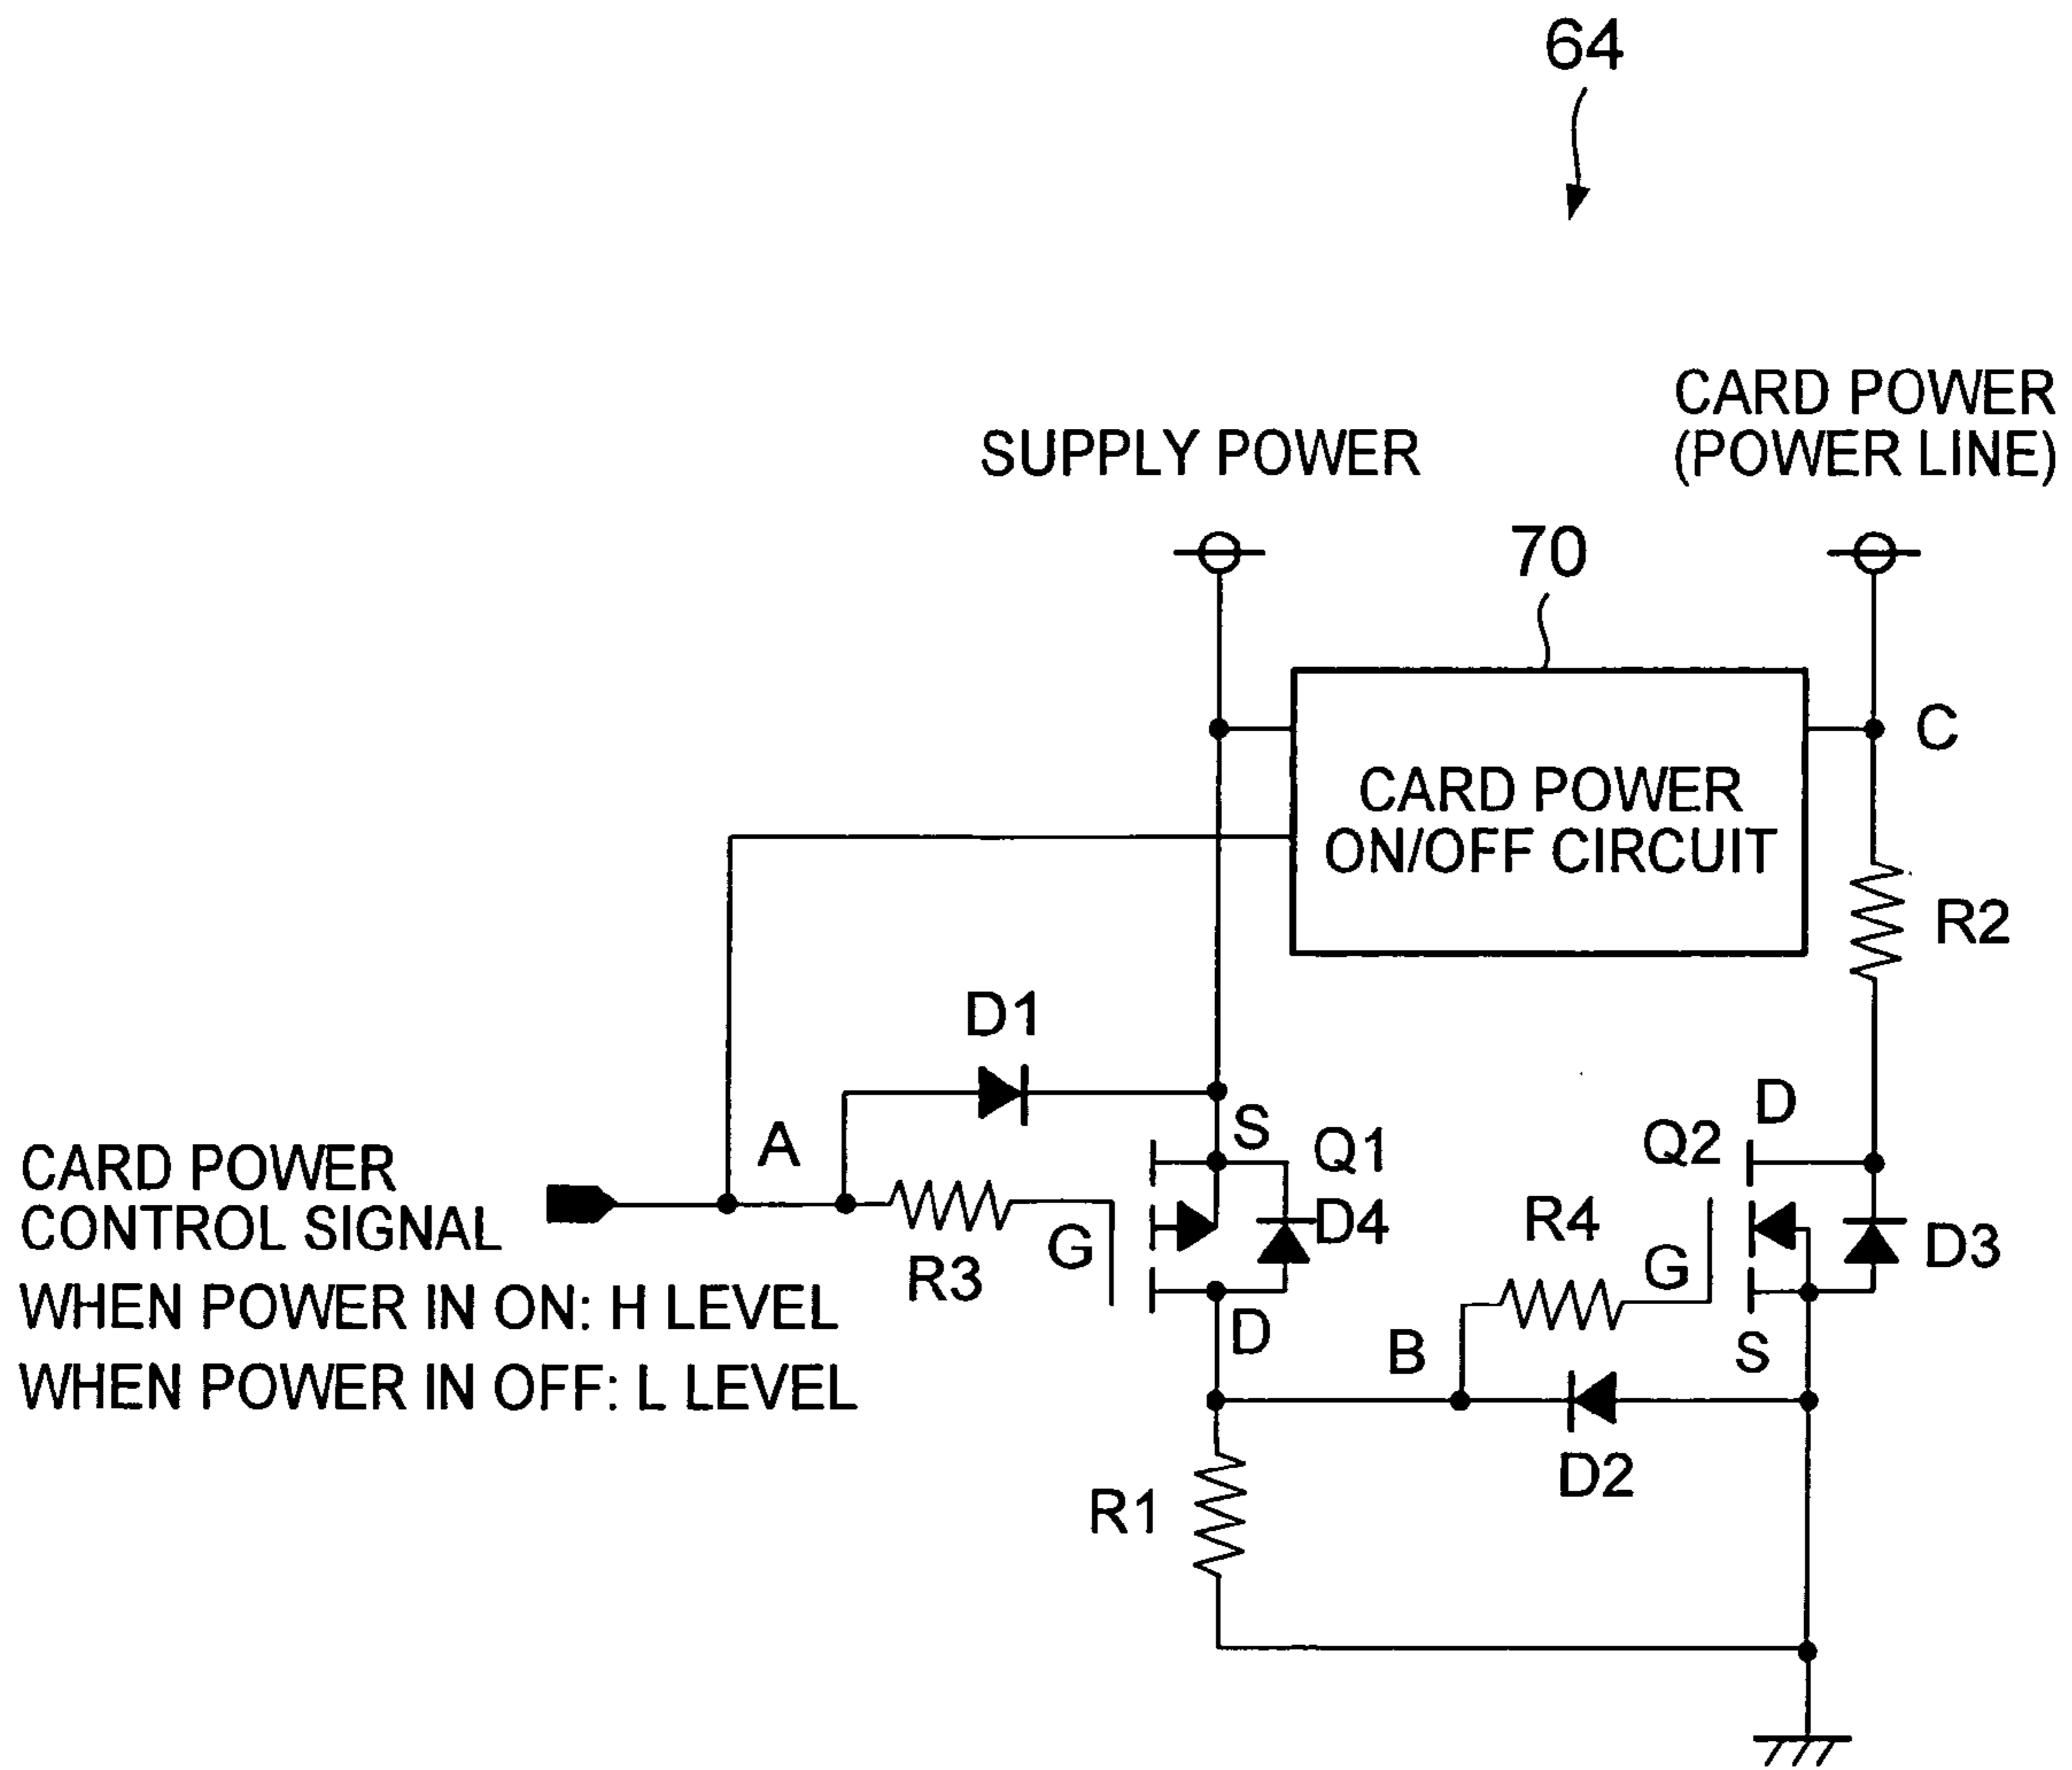 64
CARD POWER
(POWER LINE)
SUPPLY POWER
70
C
CARD POWER
ON/OFF CIRCUIT
R2
D1
D
S
Q1
Q2
A
CARD POWER
CONTROL SIGNAL
WHEN POWER IN ON: H LEVEL
WHEN POWER IN OFF: L LEVEL
R3
G
D4
R4
G
D3
D
B
S
D2
R1